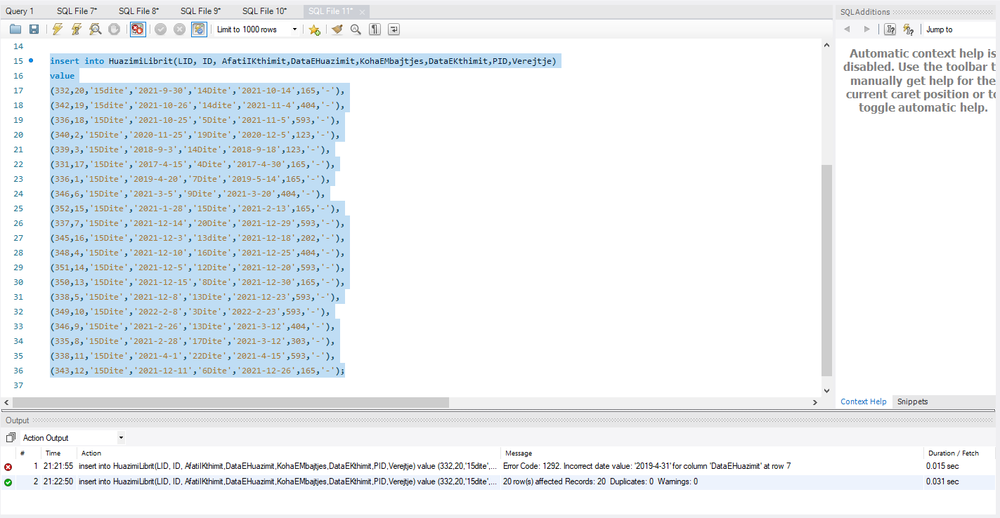 Query 1 SQL File 7* SQL File 8* SQL File 9* SQL File 10* SQL File 11*
Limit to 1000 rows
14
15 insert into HuazimiLibrit(LID, ID, AfatiIKthimit,DataEHuazimit,KohaEMbajtjes,DataEKthimit,PID,Verejtje)
16 value
17 (332,20,'15dite','2021-9-30','14Dite','2021-10-14',165,'-'),
18 (342,19,'15dite','2021-10-26','14dite','2021-11-4',404,'-'),
19 (336,18,'15Dite','2021-10-25','5Dite','2021-11-5',593,'-'),
20 (340,2,'15Dite','2020-11-25','19Dite','2020-12-5',123,'-'),
21 (339,3,'15Dite','2018-9-3','14Dite','2018-9-18',123,'-'),
22 (331,17,'15Dite','2017-4-15','4Dite','2017-4-30',165,'-'),
23 (336,1,'15Dite','2019-4-20','7Dite','2019-5-14',165,'-'),
24 (346,6,'15Dite','2021-3-5','9Dite','2021-3-20',404,'-'),
25 (352,15,'15Dite','2021-1-28','15Dite','2021-2-13',165,'-'),
26 (337,7,'15Dite','2021-12-14','20Dite','2021-12-29',593,'-'),
27 (345,16,'15Dite','2021-12-3','13dite','2021-12-18',202,'-'),
28 (348,4,'15Dite','2021-12-10','16Dite','2021-12-25',404,'-'),
29 (351,14,'15Dite','2021-12-5','12Dite','2021-12-20',593,'-'),
30 (350,13,'15Dite','2021-12-15','8Dite','2021-12-30',165,'-'),
31 (338,5,'15Dite','2021-12-8','13Dite','2021-12-23',593,'-'),
32 (349,10,'15Dite','2022-2-8','3Dite','2022-2-23',593,'-'),
33 (346,9,'15Dite','2021-2-26','13Dite','2021-3-12',404,'-'),
34 (335,8,'15Dite','2021-2-28','17Dite','2021-3-12',303,'-'),
35 (338,11,'15Dite','2021-4-1','22Dite','2021-4-15',593,'-'),
36 (343,12,'15Dite','2021-12-11','6Dite','2021-12-26',165,'-');
37
SQLAdditions
Jump to
Automatic context help is
disabled. Use the toolbar t
manually get help for the
current caret position or to
toggle automatic help.
Context Help Snippets
Output
Action Output
# Time Action Message Duration / Fetch
1 21:21:55 insert into HuazimiLibrit(LID, ID, AfatiIKthimit,DataEHuazimit,KohaEMbajtjes,DataEKthimit,PID,Verejtje) value (332,20,'15dite',... Error Code: 1292. Incorrect date value: '2019-4-31' for column 'DataEHuazimit' at row 7 0.015 sec
2 21:22:50 insert into HuazimiLibrit(LID, ID, AfatiIKthimit,DataEHuazimit,KohaEMbajtjes,DataEKthimit,PID,Verejtje) value (332,20,'15dite',... 20 row(s) affected Records: 20 Duplicates: 0 Warnings: 0 0.031 sec